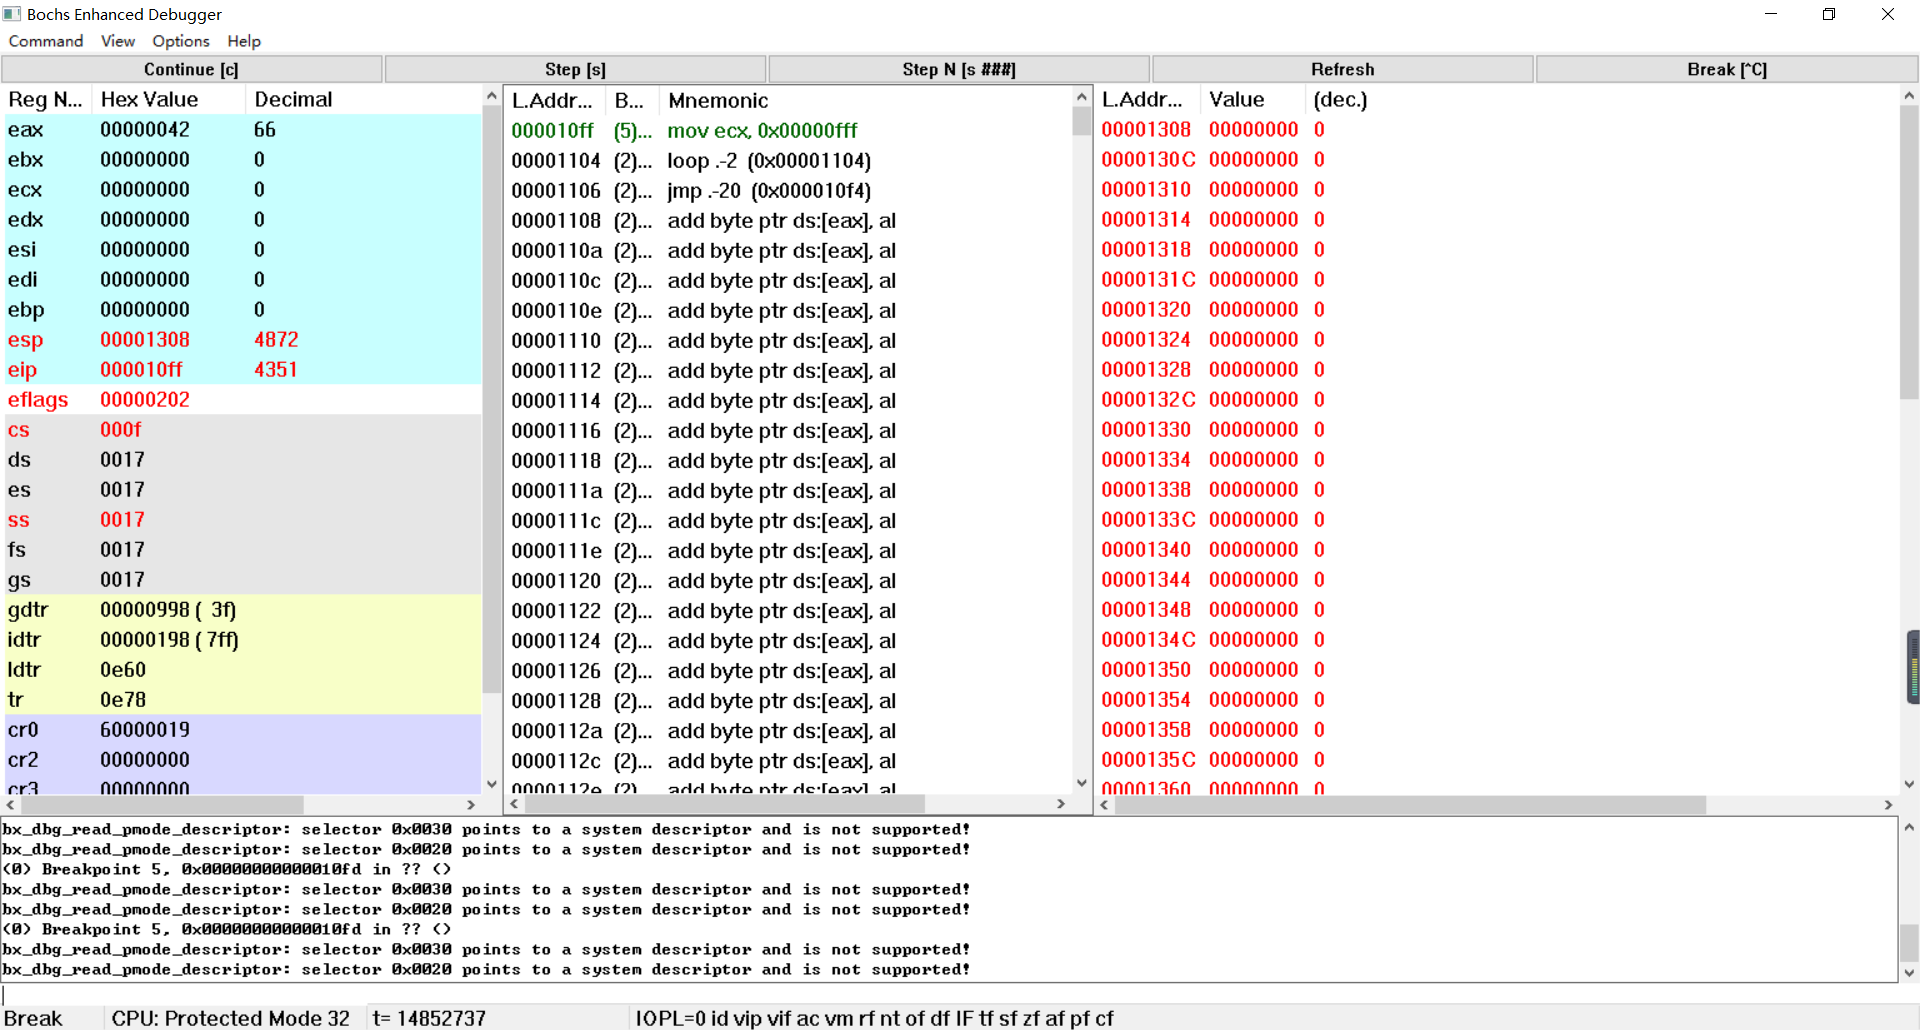 Bochs Enhanced Debugger
Command View Options Help
Continue [c] Step [s] Step N [s ###] Refresh Break [^C]
Reg N... Hex Value Decimal
eax 00000042 66
ebx 00000000 0
ecx 00000000 0
edx 00000000 0
esi 00000000 0
edi 00000000 0
ebp 00000000 0
esp 00001308 4872
eip 000010ff 4351
eflags 00000202
cs 000f
ds 0017
es 0017
ss 0017
fs 0017
gs 0017
gdtr 00000998 ( 3f)
idtr 00000198 ( 7ff)
ldtr 0e60
tr 0e78
cr0 60000019
cr2 00000000
cr3 00000000
L.Addr... B... Mnemonic
000010ff (5)... mov ecx, 0x00000fff
00001104 (2)... loop .-2 (0x00001104)
00001106 (2)... jmp .-20 (0x000010f4)
00001108 (2)... add byte ptr ds:[eax], al
0000110a (2)... add byte ptr ds:[eax], al
0000110c (2)... add byte ptr ds:[eax], al
0000110e (2)... add byte ptr ds:[eax], al
00001110 (2)... add byte ptr ds:[eax], al
00001112 (2)... add byte ptr ds:[eax], al
00001114 (2)... add byte ptr ds:[eax], al
00001116 (2)... add byte ptr ds:[eax], al
00001118 (2)... add byte ptr ds:[eax], al
0000111a (2)... add byte ptr ds:[eax], al
0000111c (2)... add byte ptr ds:[eax], al
0000111e (2)... add byte ptr ds:[eax], al
00001120 (2)... add byte ptr ds:[eax], al
00001122 (2)... add byte ptr ds:[eax], al
00001124 (2)... add byte ptr ds:[eax], al
00001126 (2)... add byte ptr ds:[eax], al
00001128 (2)... add byte ptr ds:[eax], al
0000112a (2)... add byte ptr ds:[eax], al
0000112c (2)... add byte ptr ds:[eax], al
0000112e (2)... add byte ptr ds:[eax], al
L.Addr... Value (dec.)
00001308 00000000 0
0000130C 00000000 0
00001310 00000000 0
00001314 00000000 0
00001318 00000000 0
0000131C 00000000 0
00001320 00000000 0
00001324 00000000 0
00001328 00000000 0
0000132C 00000000 0
00001330 00000000 0
00001334 00000000 0
00001338 00000000 0
0000133C 00000000 0
00001340 00000000 0
00001344 00000000 0
00001348 00000000 0
0000134C 00000000 0
00001350 00000000 0
00001354 00000000 0
00001358 00000000 0
0000135C 00000000 0
00001360 00000000 0
bx_dbg_read_pmode_descriptor: selector 0x0030 points to a system descriptor and is not supported!
bx_dbg_read_pmode_descriptor: selector 0x0020 points to a system descriptor and is not supported!
(0) Breakpoint 5, 0x00000000000010fd in ?? ()
bx_dbg_read_pmode_descriptor: selector 0x0030 points to a system descriptor and is not supported!
bx_dbg_read_pmode_descriptor: selector 0x0020 points to a system descriptor and is not supported!
(0) Breakpoint 5, 0x00000000000010fd in ?? ()
bx_dbg_read_pmode_descriptor: selector 0x0030 points to a system descriptor and is not supported!
bx_dbg_read_pmode_descriptor: selector 0x0020 points to a system descriptor and is not supported!
Break CPU: Protected Mode 32 t= 14852737 IOPL=0 id vip vif ac vm rf nt of df IF tf sf zf af pf cf